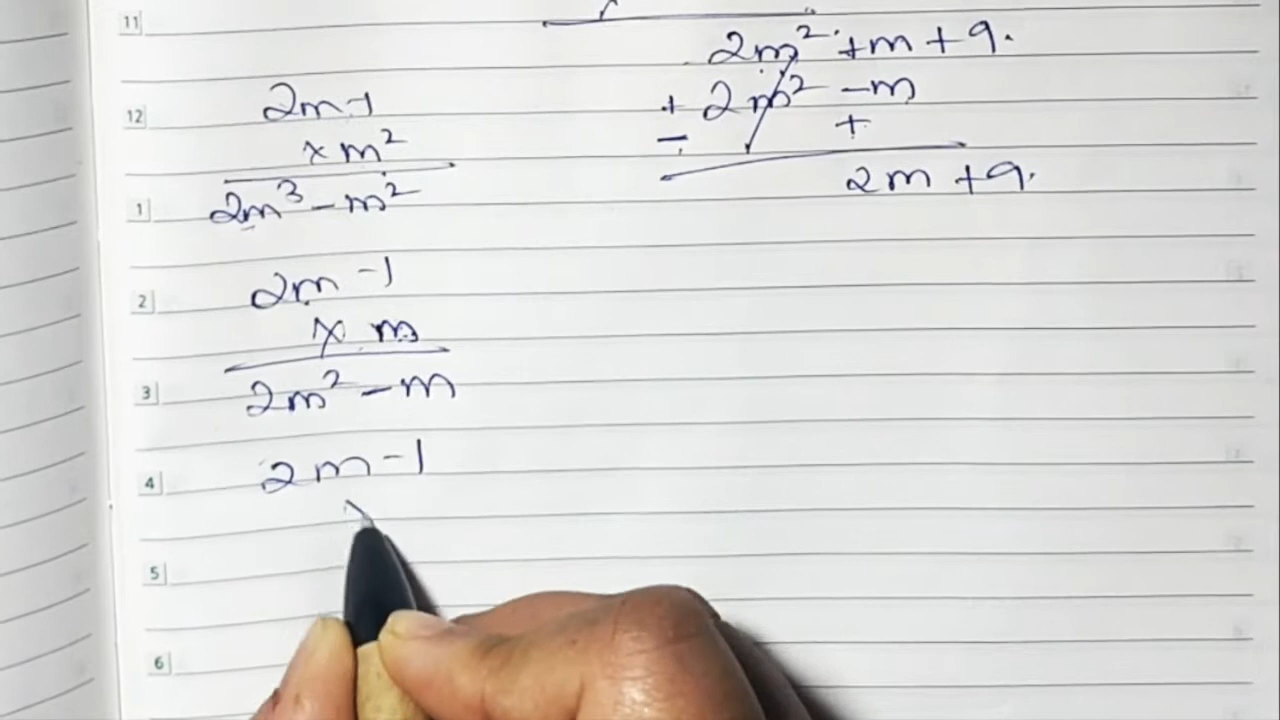 11
2m² + m + 9.
12
2m - 1
+ 2m² - m
× m²
- +
1
2m³ - m²
2m + 9.
2
2m - 1
× m
3
2m² - m
4
2m - 1
5
6